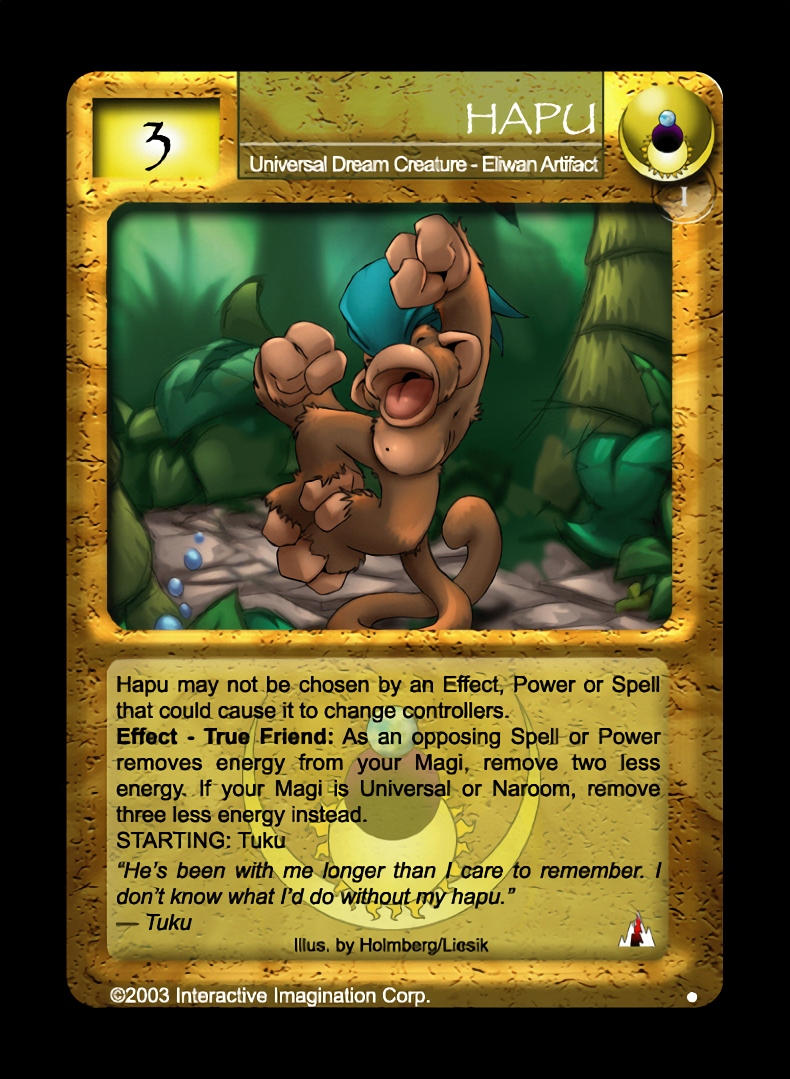 3
HAPU
Universal Dream Creature - Eliwan Artifact
I
Hapu may not be chosen by an Effect, Power or Spell
that could cause it to change controllers.
Effect - True Friend: As an opposing Spell or Power
removes energy from your Magi, remove two less
energy. If your Magi is Universal or Naroom, remove
three less energy instead.
STARTING: Tuku
“He’s been with me longer than I care to remember. I
don’t know what I’d do without my hapu.”
— Tuku
Illus. by Holmberg/Liesik
©2003 Interactive Imagination Corp.